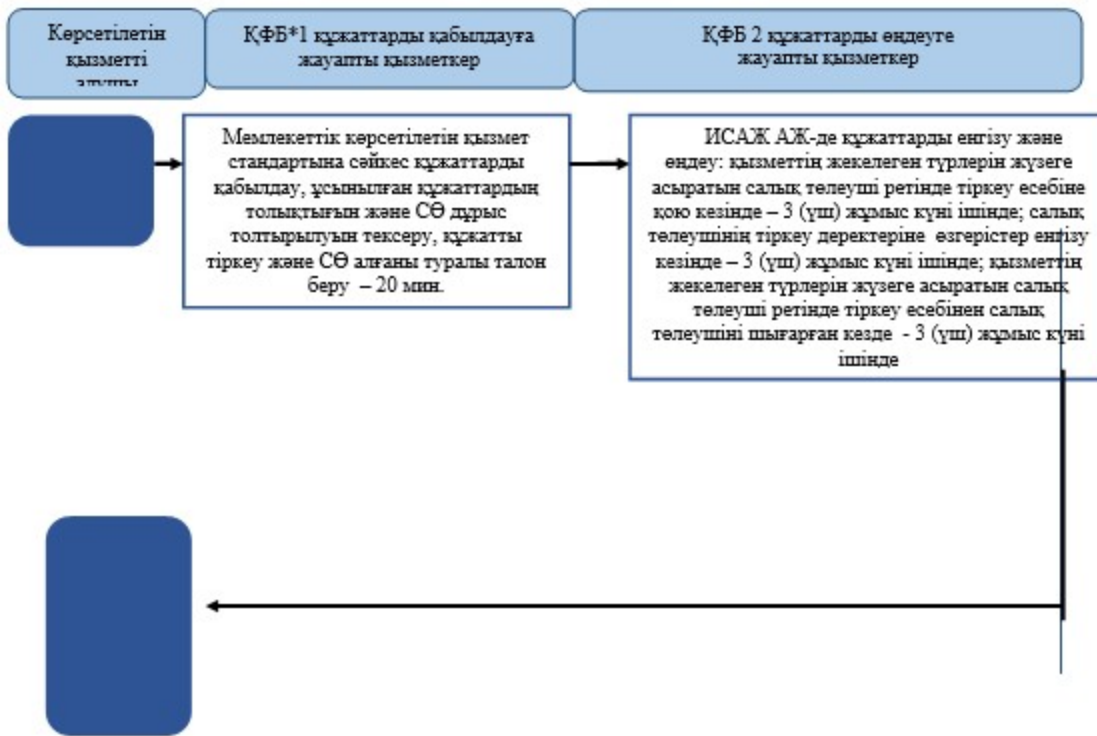 Көрсетілетін
қызметті
ҚФБ*1 құжаттарды қабылдауға
жауапты қызметкер
ҚФБ 2 құжаттарды өңдеуге
жауапты қызметкер
Мемлекеттік көрсетілетін қызмет
стандартына сәйкес құжаттарды
қабылдау, ұсынылған құжаттардың
толықтығын және СӨ дұрыс
толтырылуын тексеру, құжатты
тіркеу және СӨ алғаны туралы талон
беру – 20 мин.
ИСАЖ АЖ-де құжаттарды енгізу және
өңдеу: қызметтің жекелеген түрлерін жүзеге
асыратын салық төлеуші ретінде тіркеу есебіне
қою кезінде – 3 (үш) жұмыс күні ішінде; салық
төлеушінің тіркеу деректеріне өзгерістер енгізу
кезінде – 3 (үш) жұмыс күні ішінде; қызметтің
жекелеген түрлерін жүзеге асыратын салық
төлеуші ретінде тіркеу есебінен салық
төлеушіні шығарған кезде - 3 (үш) жұмыс күні
ішінде